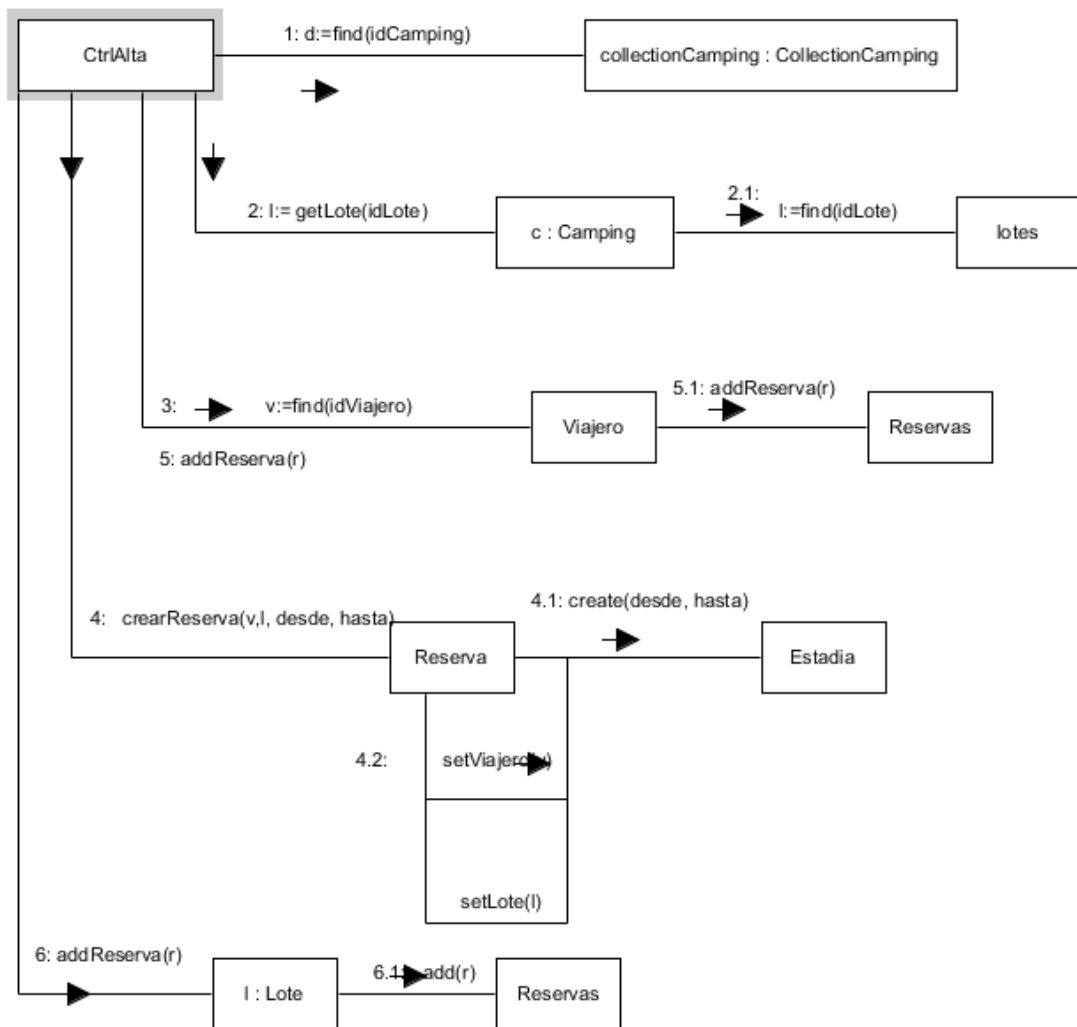 CtrlAlta
1: d:=find(idCamping)
collectionCamping : CollectionCamping
2: l:= getLote(idLote)
c : Camping
2.1:
l:=find(idLote)
lotes
3:
v:=find(idViajero)
5: addReserva(r)
Viajero
5.1: addReserva(r)
Reservas
4: crearReserva(v,l, desde, hasta)
Reserva
4.1: create(desde, hasta)
Estadia
4.2:
setViajero(v)
setLote(l)
6: addReserva(r)
l : Lote
6.1: add(r)
Reservas